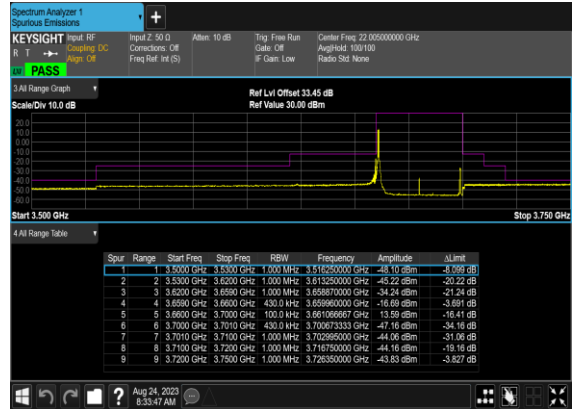 Spectrum Analyzer 1
Spurious Emissions
+
KEYSIGHT Input: RF Input Z: 50 Ω Atten: 10 dB Trig: Free Run Center Freq: 22.005000000 GHz
R T Coupling: DC Corrections: Off Gate: Off Avg|Hold: 100/100
Align: Off Freq Ref: Int (S) IF Gain: Low Radio Std: None
PASS
3 All Range Graph
Ref Lvl Offset 33.45 dB
Scale/Div 10.0 dB Ref Value 30.00 dBm
20.0
10.0
0.00
-10.0
-20.0
-30.0
-40.0
-50.0
-60.0
Start 3.500 GHz Stop 3.750 GHz
4 All Range Table
Spur Range Start Freq Stop Freq RBW Frequency Amplitude ΔLimit
1 1 3.5000 GHz 3.5300 GHz 1.000 MHz 3.516250000 GHz -48.10 dBm -8.099 dB
2 2 3.5300 GHz 3.6200 GHz 1.000 MHz 3.613250000 GHz -45.22 dBm -20.22 dB
3 3 3.6200 GHz 3.6590 GHz 1.000 MHz 3.658870000 GHz -34.24 dBm -21.24 dB
4 4 3.6590 GHz 3.6600 GHz 430.0 kHz 3.659960000 GHz -16.69 dBm -3.691 dB
5 5 3.6600 GHz 3.7000 GHz 100.0 kHz 3.661066667 GHz 13.59 dBm -16.41 dB
6 6 3.7000 GHz 3.7010 GHz 430.0 kHz 3.700673333 GHz -47.16 dBm -34.16 dB
7 7 3.7010 GHz 3.7100 GHz 1.000 MHz 3.702995000 GHz -44.06 dBm -31.06 dB
8 8 3.7100 GHz 3.7200 GHz 1.000 MHz 3.716750000 GHz -44.16 dBm -19.16 dB
9 9 3.7200 GHz 3.7500 GHz 1.000 MHz 3.726350000 GHz -43.83 dBm -3.827 dB
? Aug 24, 2023
8:33:47 AM